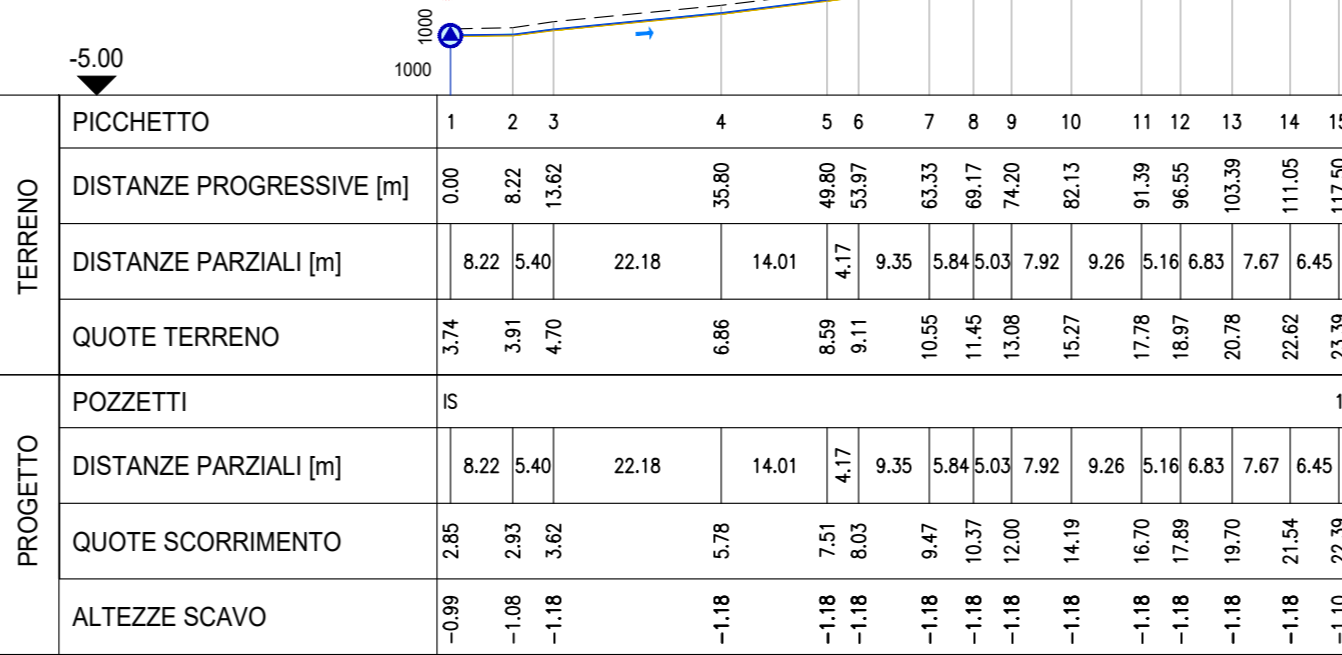 1000
-5.00
1000
TERRENO
PICCHETTO 1 2 3 4 5 6 7 8 9 10 11 12 13 14 15
DISTANZE PROGRESSIVE [m] 0.00 8.22 13.62 35.80 49.80 53.97 63.33 69.17 74.20 82.13 91.39 96.55 103.39 111.05 117.50
DISTANZE PARZIALI [m] 8.22 5.40 22.18 14.01 4.17 9.35 5.84 5.03 7.92 9.26 5.16 6.83 7.67 6.45
QUOTE TERRENO 3.74 3.91 4.70 6.86 8.59 9.11 10.55 11.45 13.08 15.27 17.78 18.97 20.78 22.62 23.39
PROGETTO
POZZETTI IS 1
DISTANZE PARZIALI [m] 8.22 5.40 22.18 14.01 4.17 9.35 5.84 5.03 7.92 9.26 5.16 6.83 7.67 6.45
QUOTE SCORRIMENTO 2.85 2.93 3.62 5.78 7.51 8.03 9.47 10.37 12.00 14.19 16.70 17.89 19.70 21.54 22.39
ALTEZZE SCAVO -0.99 -1.08 -1.18 -1.18 -1.18 -1.18 -1.18 -1.18 -1.18 -1.18 -1.18 -1.18 -1.18 -1.18 -1.10